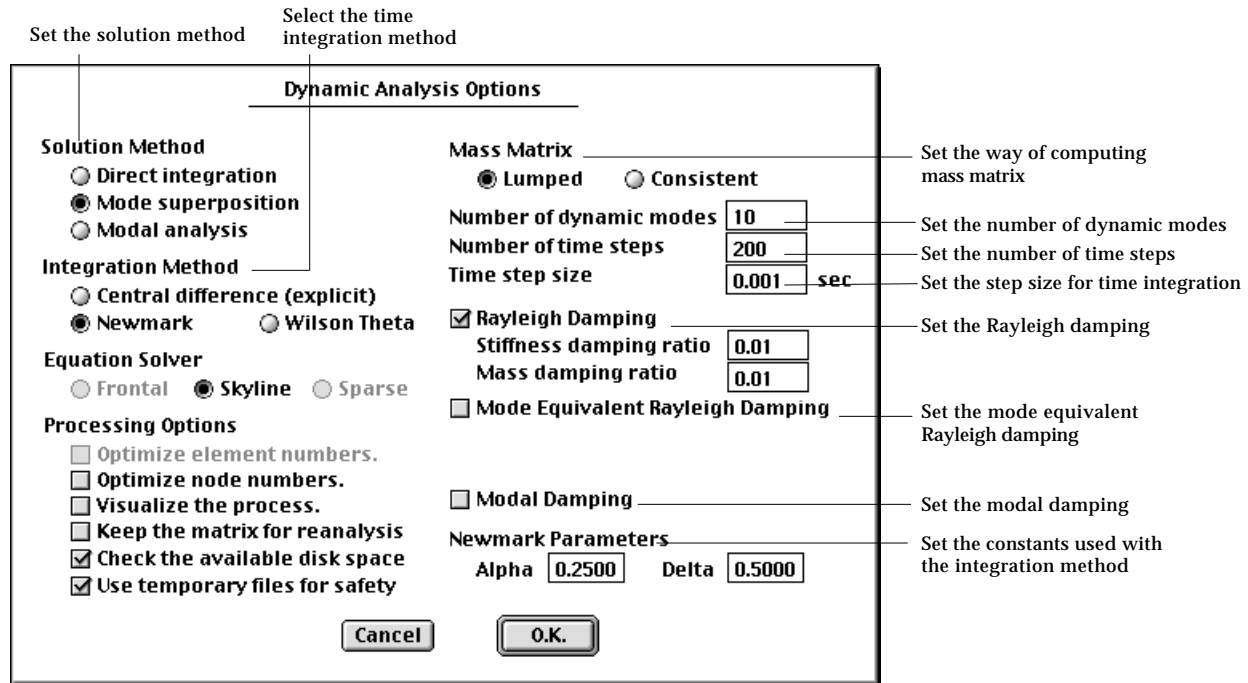 Set the solution method
Select the time
integration method
Dynamic Analysis Options
Solution Method
Direct integration
Mode superposition
Modal analysis
Integration Method
Central difference (explicit)
Newmark Wilson Theta
Equation Solver
Frontal Skyline Sparse
Processing Options
Optimize element numbers.
Optimize node numbers.
Visualize the process.
Keep the matrix for reanalysis
Check the available disk space
Use temporary files for safety
Mass Matrix
Lumped Consistent
Number of dynamic modes 10
Number of time steps 200
Time step size 0.001 sec
Rayleigh Damping
Stiffness damping ratio 0.01
Mass damping ratio 0.01
Mode Equivalent Rayleigh Damping
Modal Damping
Newmark Parameters
Alpha 0.2500 Delta 0.5000
Cancel O.K.
Set the way of computing
mass matrix
Set the number of dynamic modes
Set the number of time steps
Set the step size for time integration
Set the Rayleigh damping
Set the mode equivalent
Rayleigh damping
Set the modal damping
Set the constants used with
the integration method